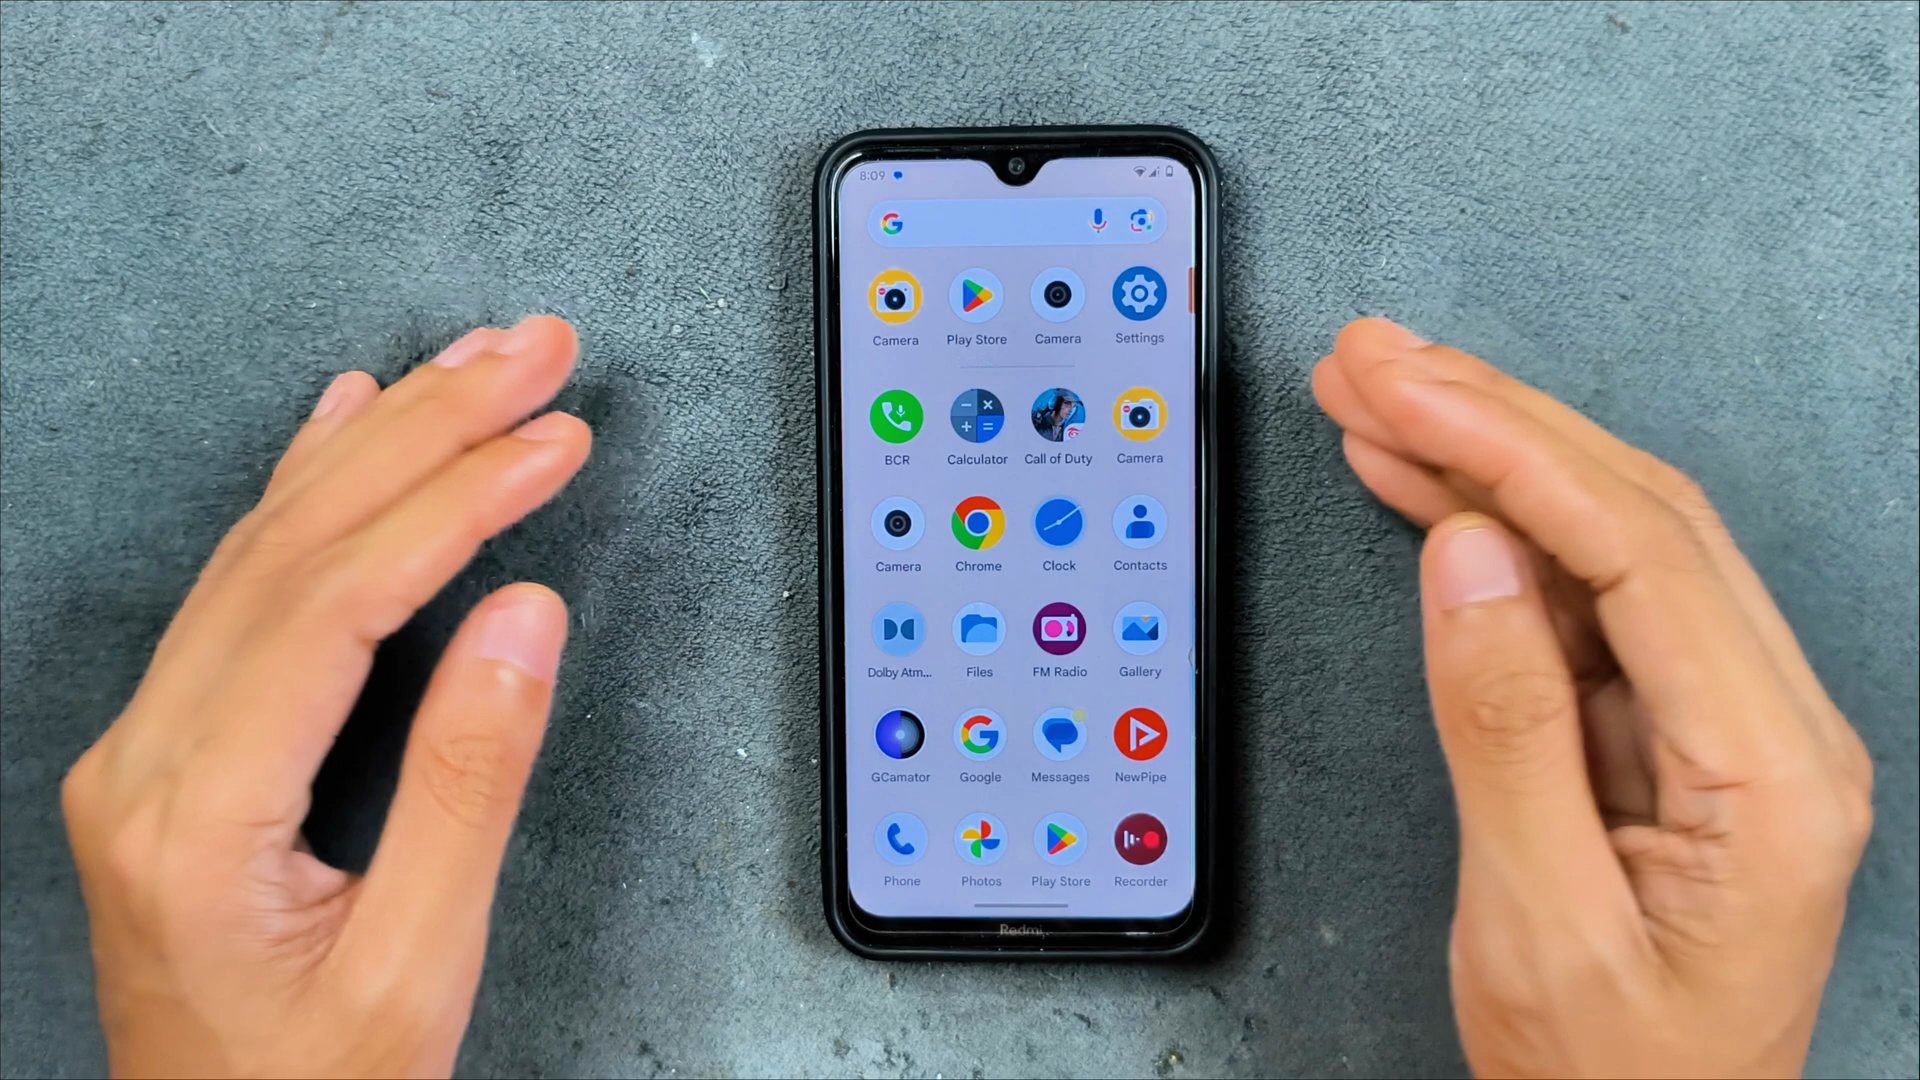 8:09
Camera Play Store Camera Settings
BCR Calculator Call of Duty Camera
Camera Chrome Clock Contacts
Dolby Atm... Files FM Radio Gallery
GCamator Google Messages NewPipe
Phone Photos Play Store Recorder
Redmi